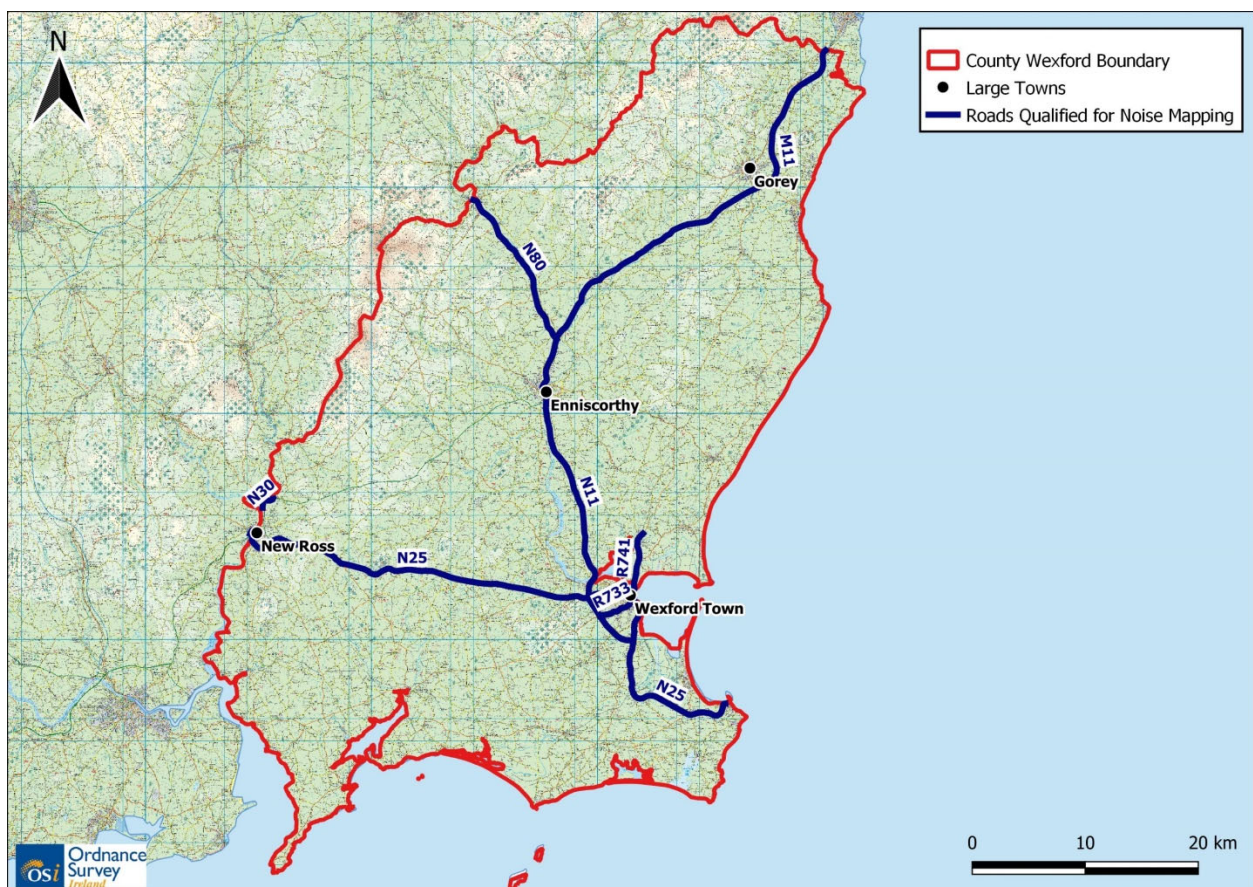 N
County Wexford Boundary
Large Towns
Roads Qualified for Noise Mapping
M11
Gorey
N80
Enniscorthy
N11
N30
New Ross
N25
R741
R733
Wexford Town
N25
Ordnance
Survey
Ireland
OSi
0 10 20 km